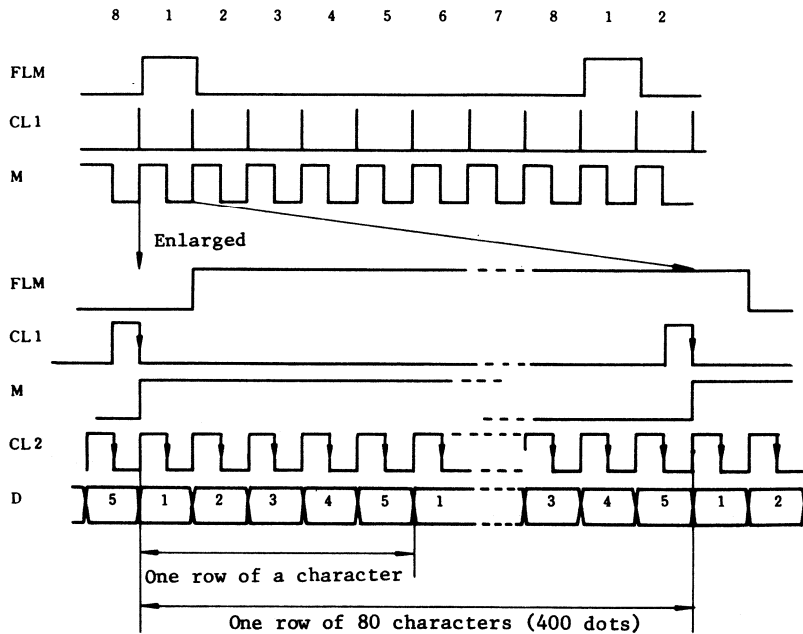 8 1 2 3 4 5 6 7 8 1 2
FLM
CL1
M
Enlarged
FLM
CL1
M
CL2
D 5 1 2 3 4 5 1 3 4 5 1 2
One row of a character
One row of 80 characters (400 dots)